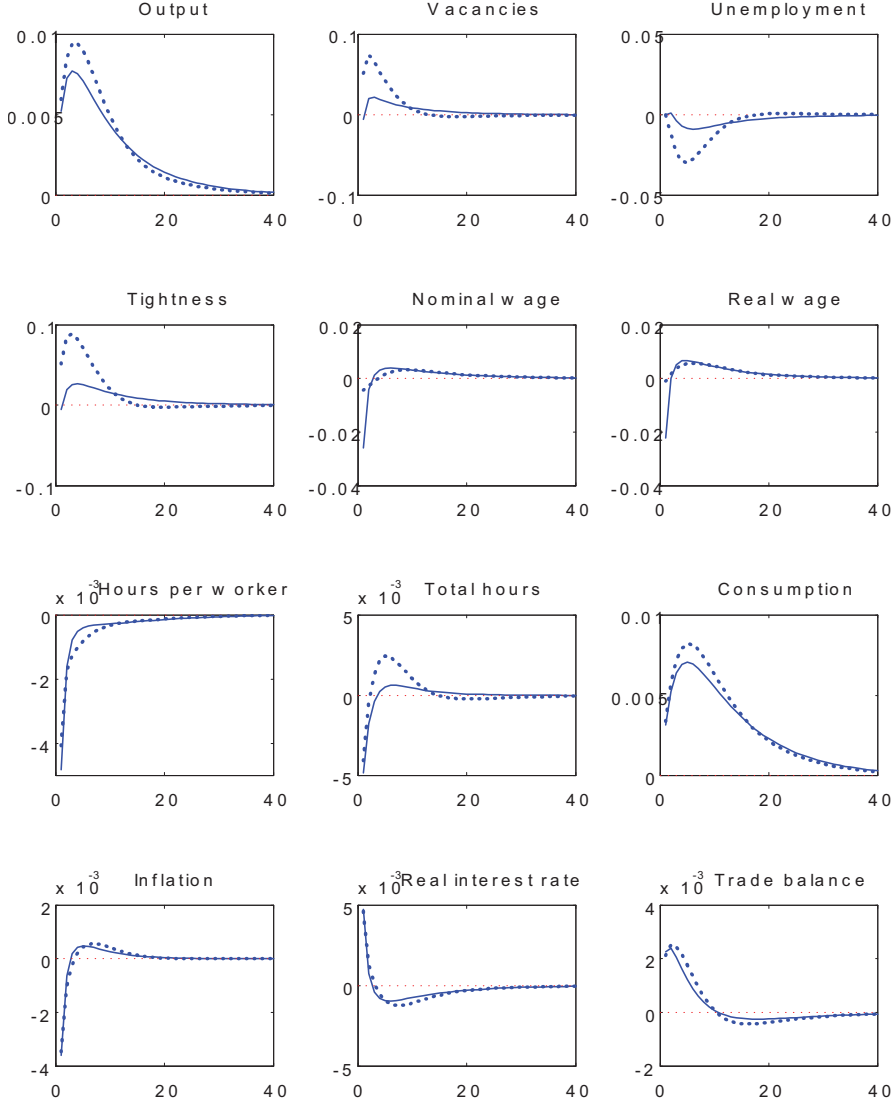 Output Vacancies Unemployment
0.01 0.1 0.05
0.005 0 0
0 -0.1 -0.05
0 20 40 0 20 40 0 20 40
Tightness Nominal wage Real wage
0.1 0.02 0.02
0 0 0
-0.02 -0.02
-0.1 -0.04 -0.04
0 20 40 0 20 40 0 20 40
x 10-3 Hours per worker Total hours Consumption
x 10-3
0 5 0.01
-2 0 0.005
-4 -5 0
0 20 40 0 20 40 0 20 40
x 10-3 Inflation x 10-3 Real interest rate x 10-3 Trade balance
2 5 4
0 0 2
-2 0
-4 -5 -2
0 20 40 0 20 40 0 20 40